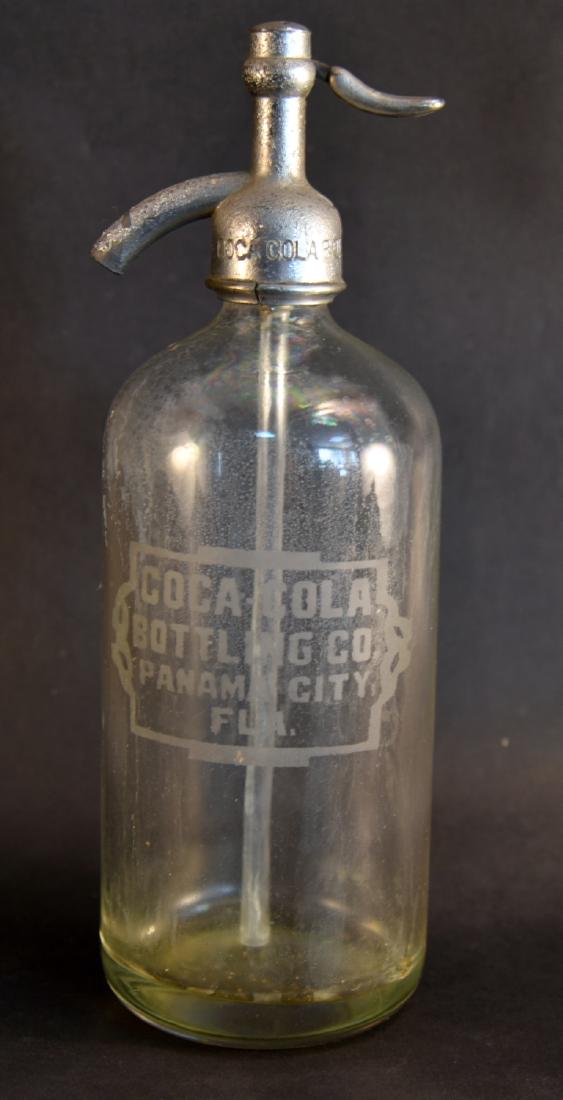 COCA COLA
COCA-COLA
BOTTLING CO.
PANAMA CITY,
FLA.